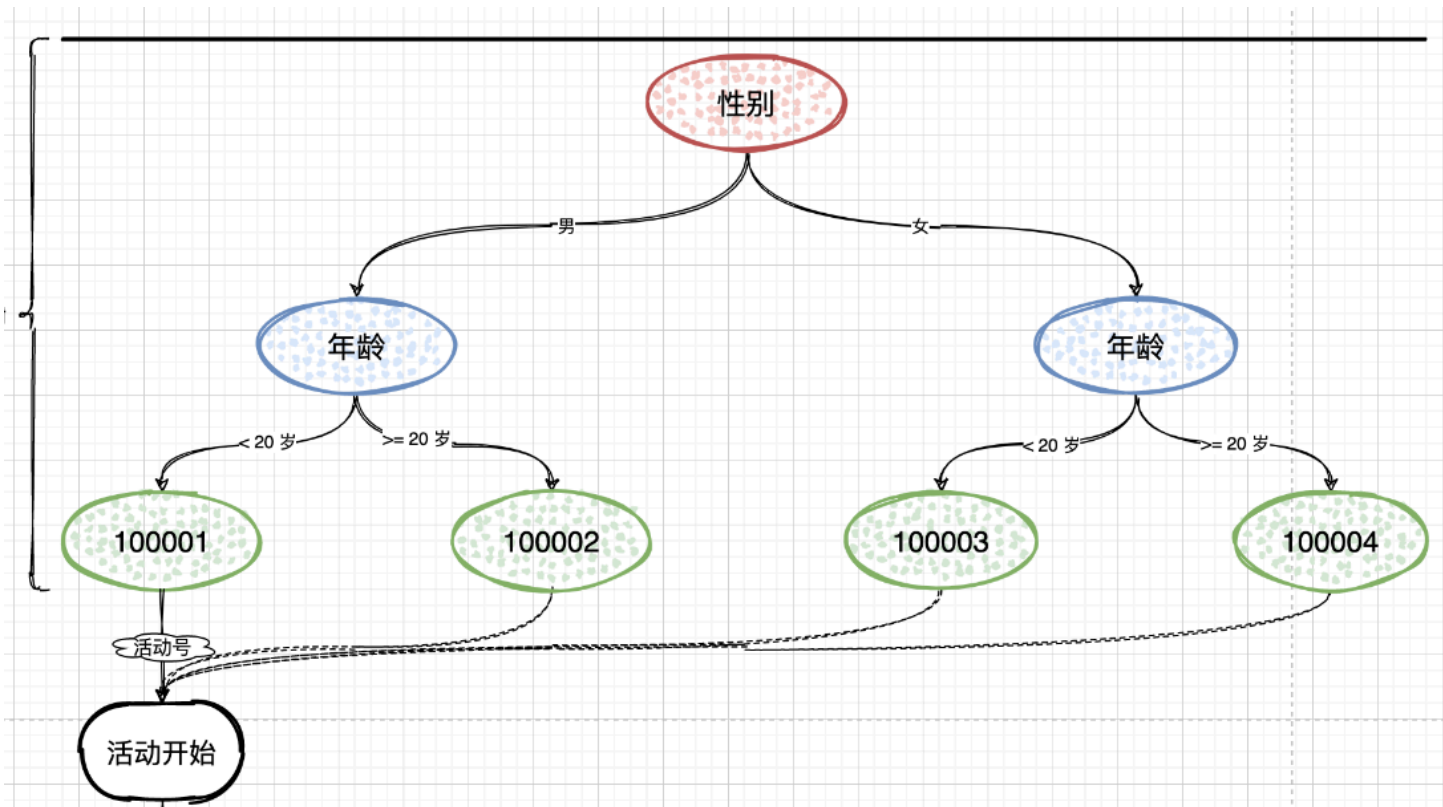 性别
男
女
年龄
年龄
< 20 岁
>= 20 岁
< 20 岁
>= 20 岁
100001
100002
100003
100004
活动号
活动开始